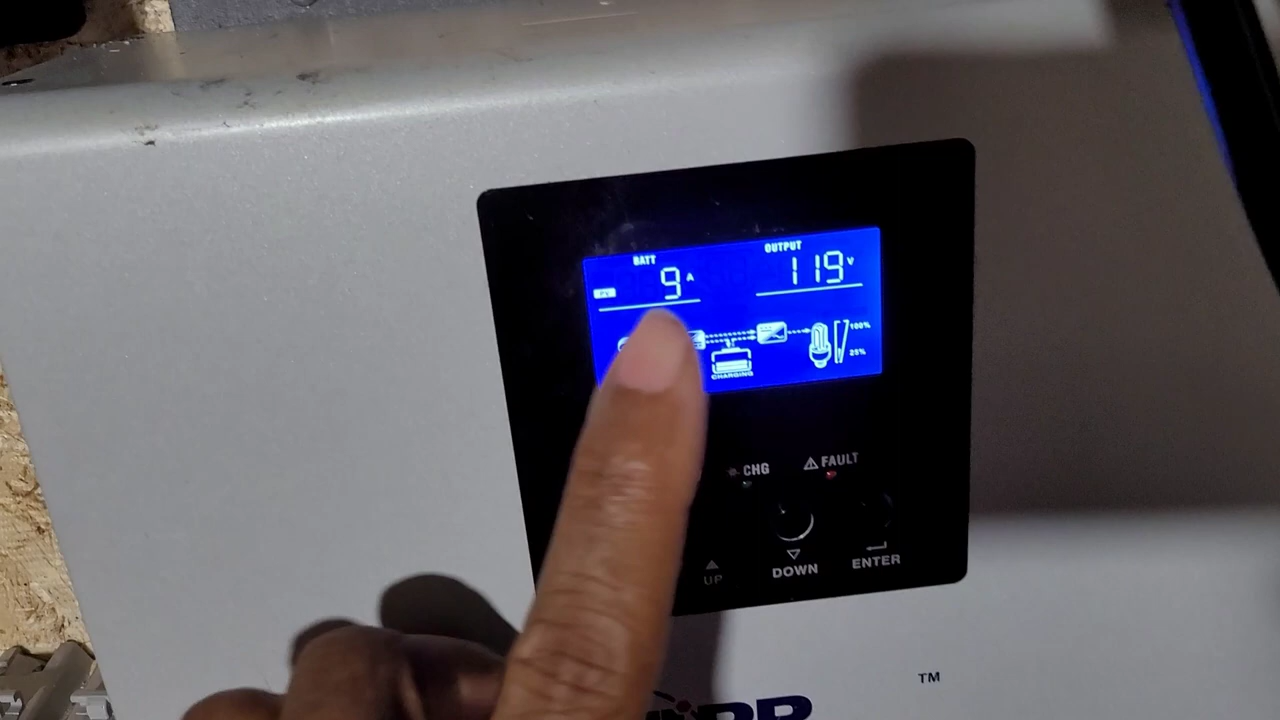 BATT
OUTPUT
9 A
119 V
100%
25%
CHARGING
CHG
FAULT
UP
DOWN
ENTER
TM